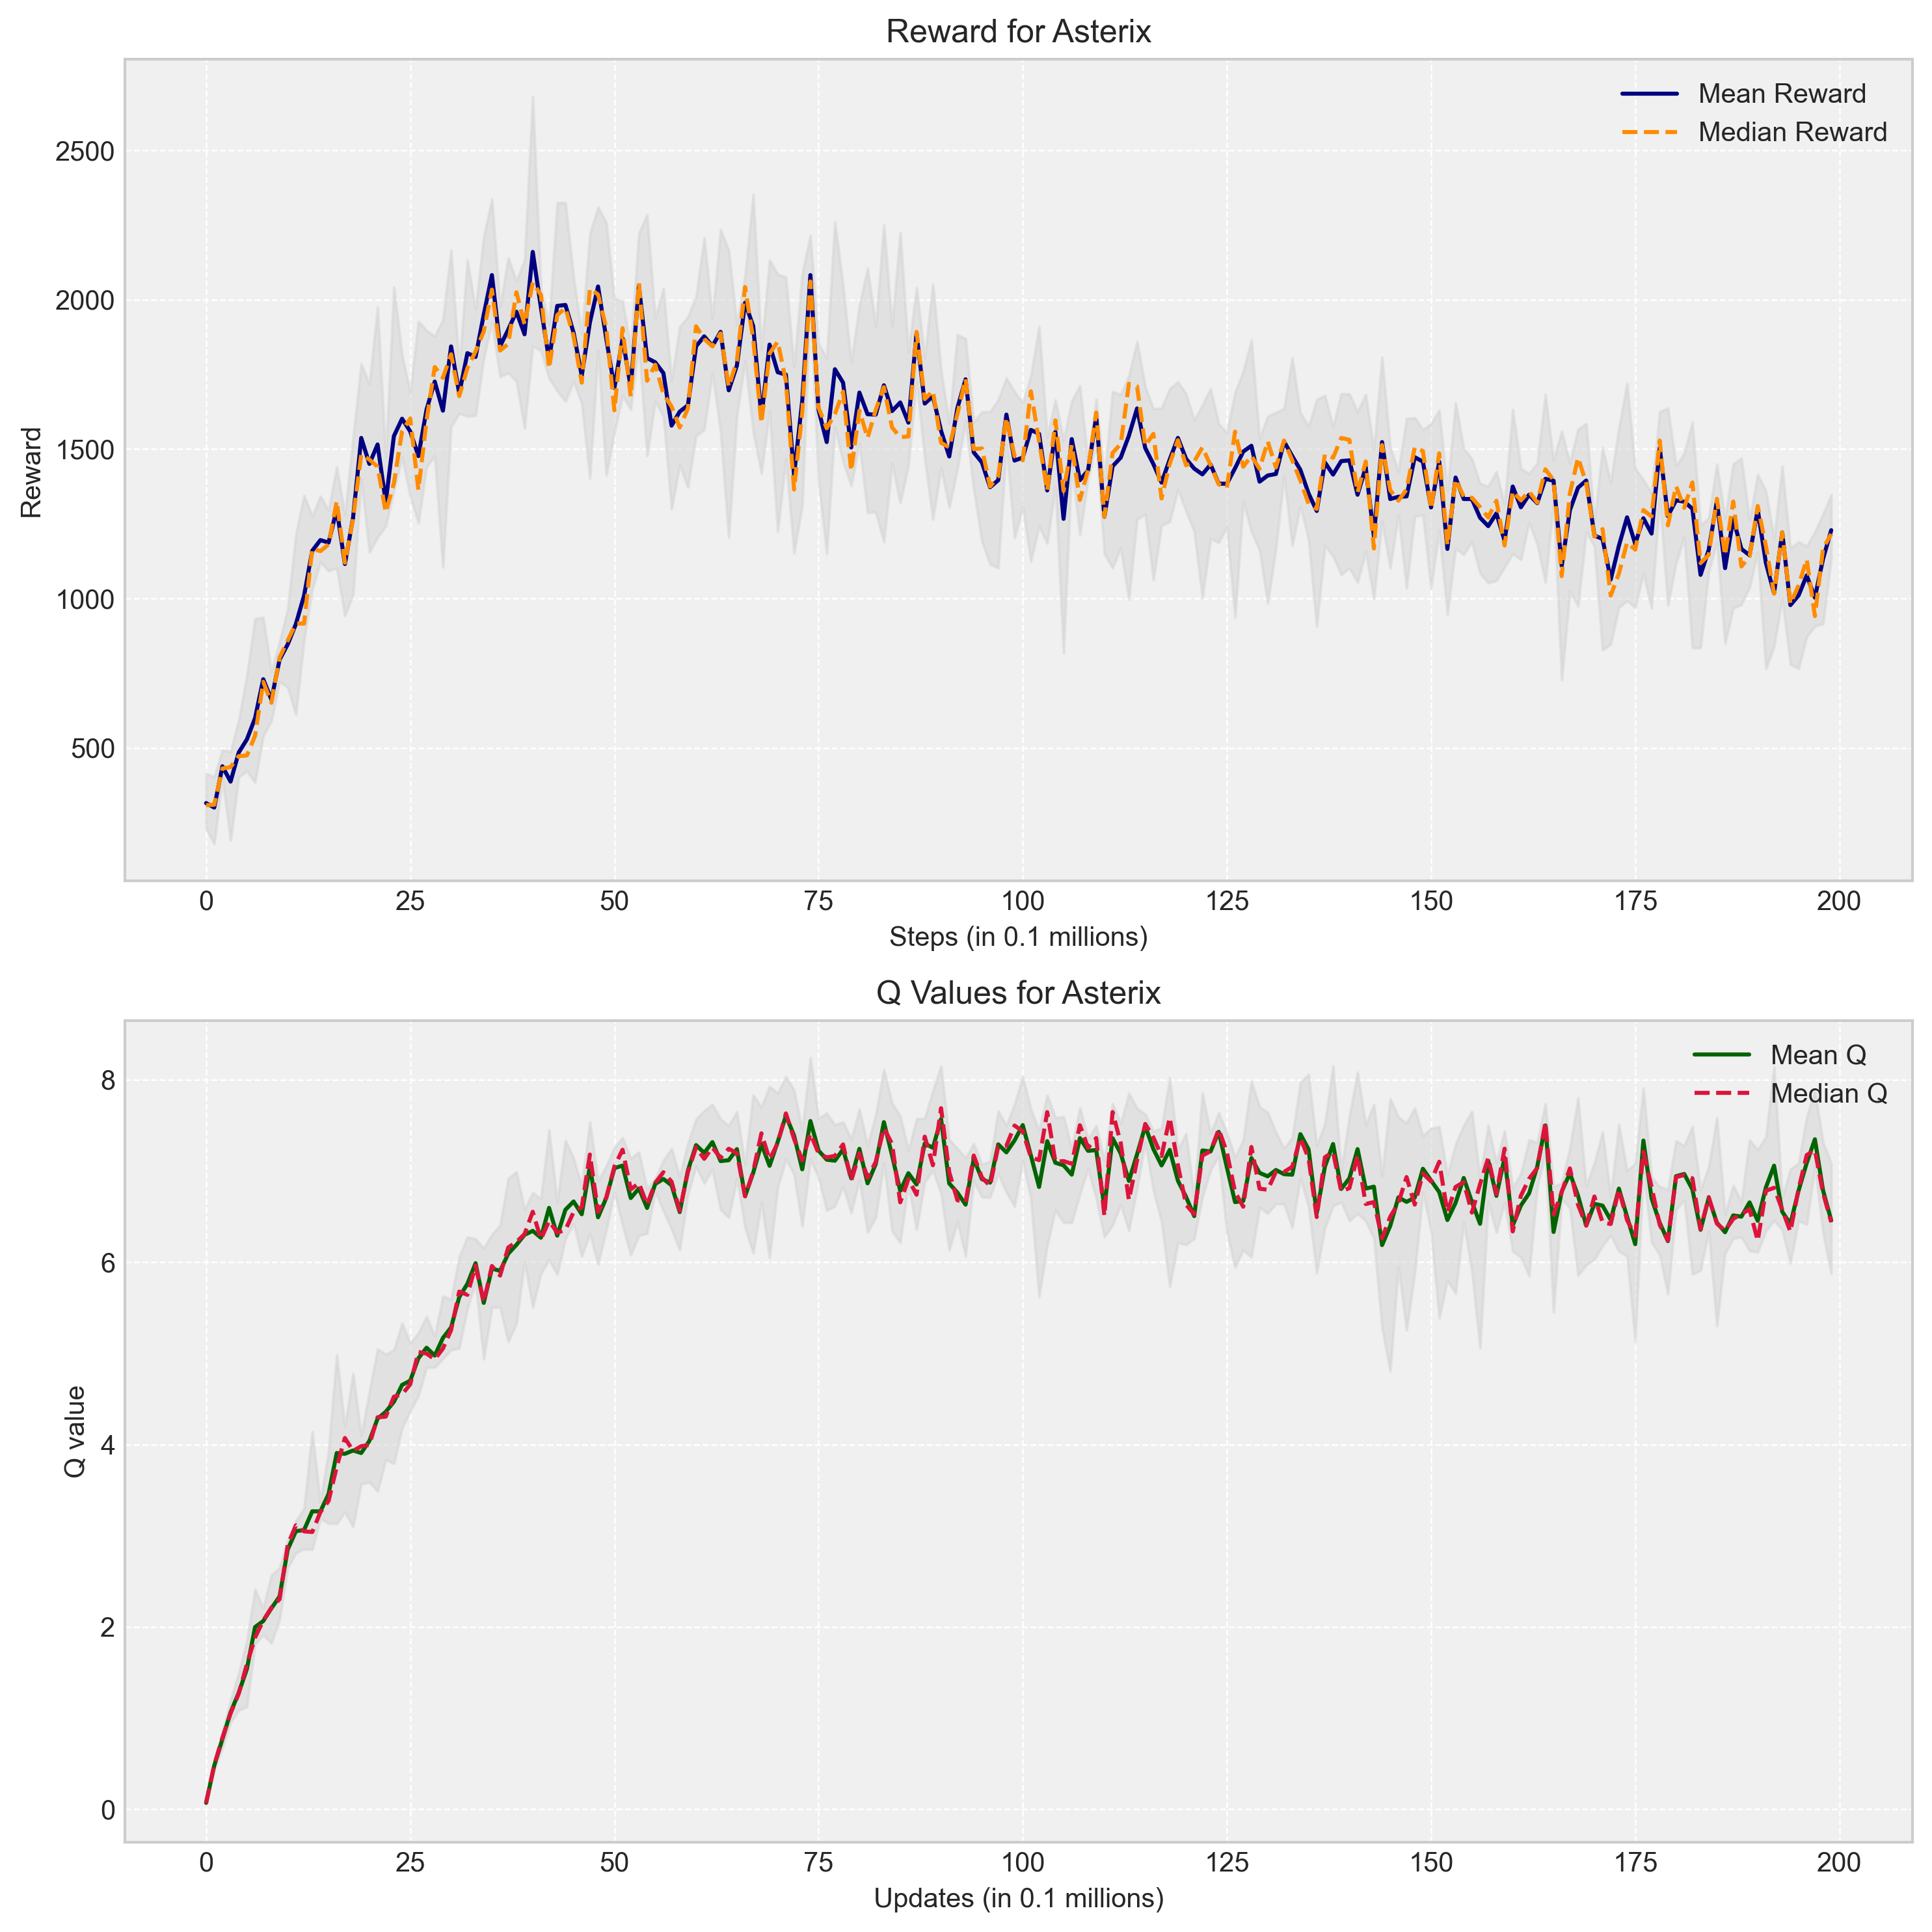 Reward for Asterix
Mean Reward
Median Reward
Reward
2500
2000
1500
1000
500
0 25 50 75 100 125 150 175 200
Steps (in 0.1 millions)
Q Values for Asterix
Mean Q
Median Q
Q value
8
6
4
2
0
0 25 50 75 100 125 150 175 200
Updates (in 0.1 millions)